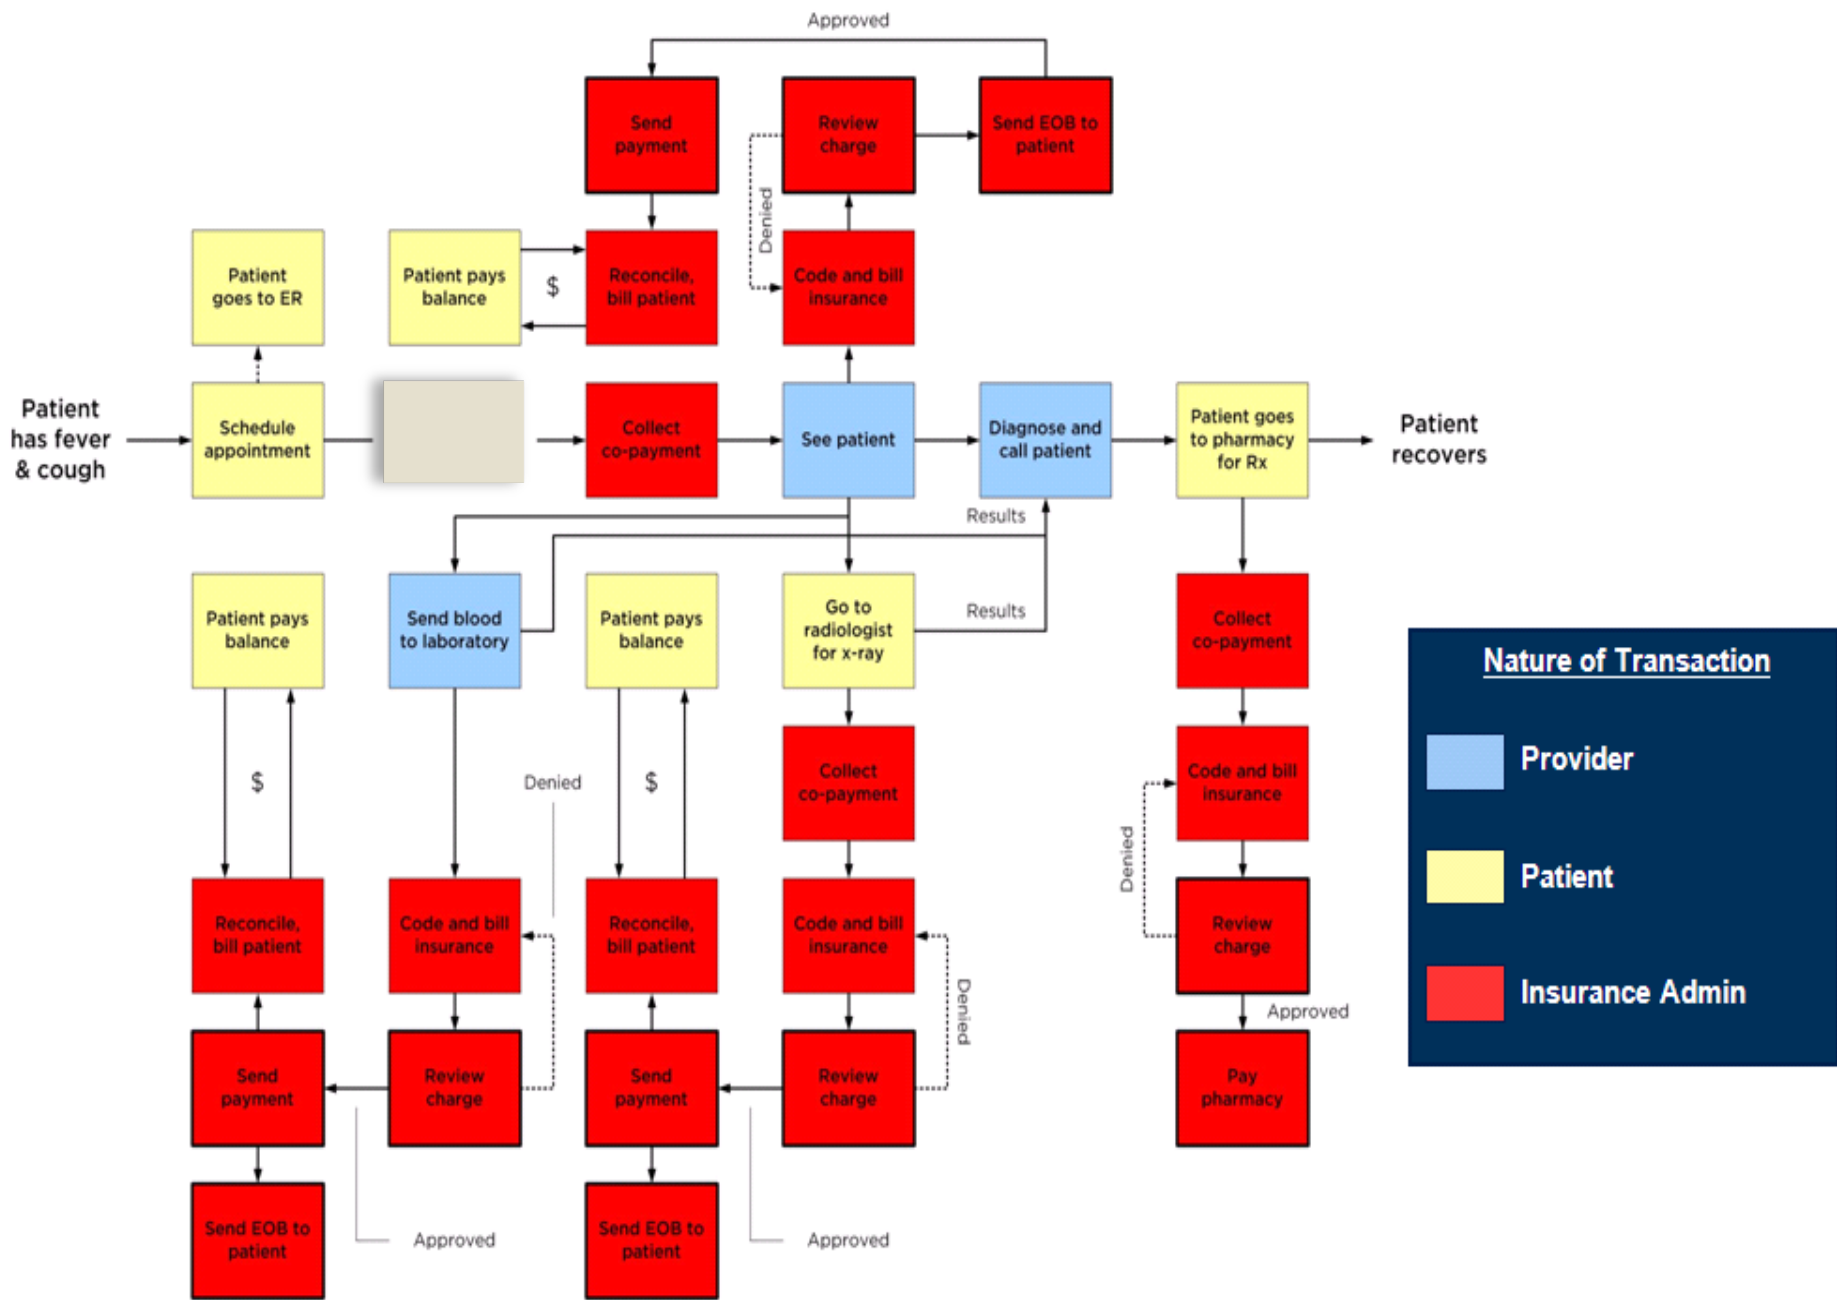 Approved
Send
payment
Review
charge
Send EOB to
patient
Denied
Patient
goes to ER
Patient pays
balance
$
Reconcile,
bill patient
Code and bill
insurance
Patient
has fever
& cough
Schedule
appointment
Collect
co-payment
See patient
Diagnose and
call patient
Patient goes
to pharmacy
for Rx
Patient
recovers
Results
Patient pays
balance
Send blood
to laboratory
Patient pays
balance
Go to
radiologist
for x-ray
Results
Collect
co-payment
$
Denied
$
Collect
co-payment
Code and bill
insurance
Denied
Reconcile,
bill patient
Code and bill
insurance
Reconcile,
bill patient
Code and bill
insurance
Denied
Review
charge
Approved
Send
payment
Review
charge
Send
payment
Review
charge
Pay
pharmacy
Send EOB to
patient
Approved
Send EOB to
patient
Approved
Nature of Transaction
Provider
Patient
Insurance Admin